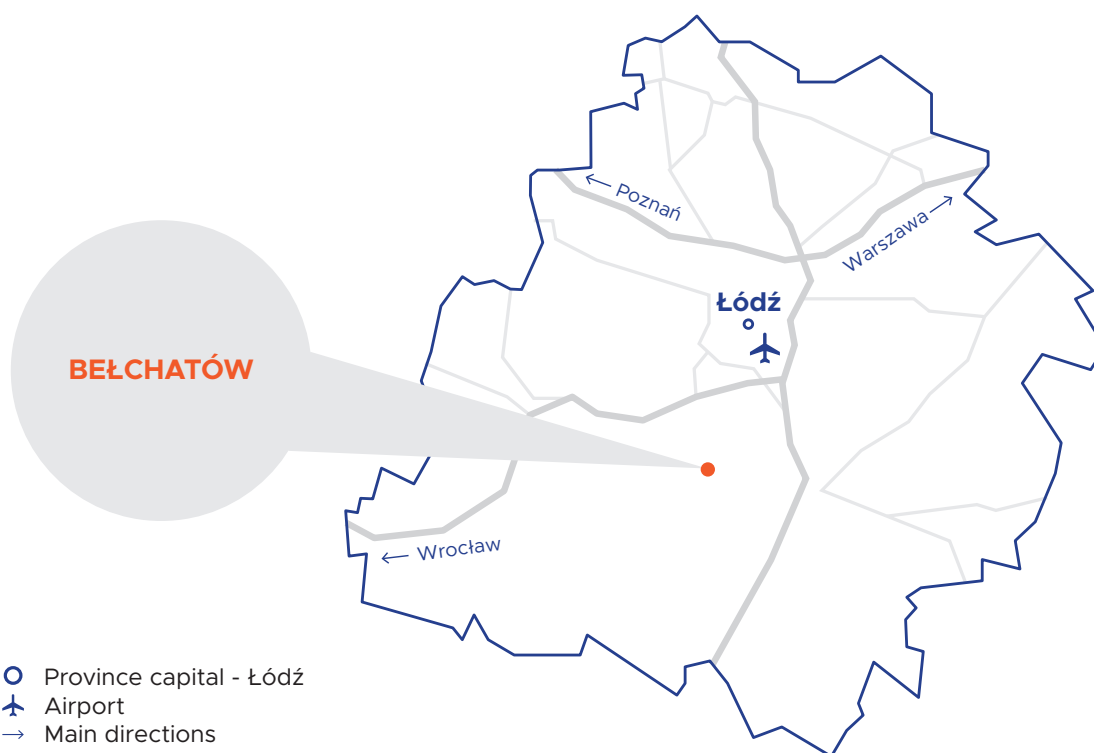 Poznań
Warszawa
Łódź
BEŁCHATÓW
Wrocław
Province capital - Łódź
Airport
Main directions